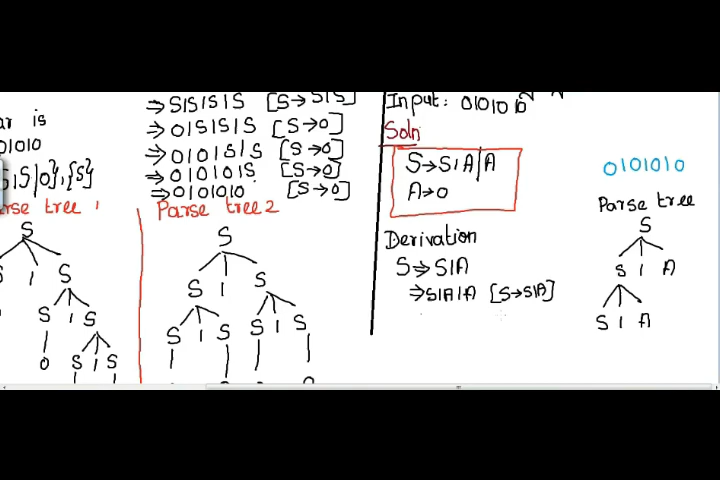 ar is
01010
S1S|0},{S}
rse tree 1
S
1 S
S 1 S
0 S 1 S
⇒ S1S1S1S [S→S1S]
⇒ 01S1S1S [S→0]
⇒ 0101S1S [S→0]
⇒ 010101S [S→0]
⇒ 0101010 [S→0]
Parse tree 2
S
S 1 S
S 1 S S 1 S
Input: 0101010
Soln
S→S1A|A
A→0
Derivation
S⇒S1A
⇒S1A1A [S→S1A]
0101010
Parse tree
S
S 1 A
S 1 A